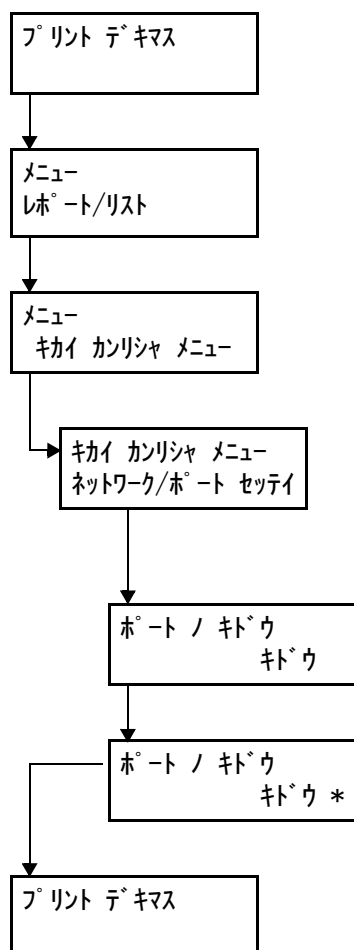 プリント デキマス
メニュー
レポート/リスト
メニュー
キカイ カンリシャ メニュー
キカイ カンリシャ メニュー
ネットワーク/ポート セッテイ
ポート ノ キドウ
キドウ
ポート ノ キドウ
キドウ *
プリント デキマス